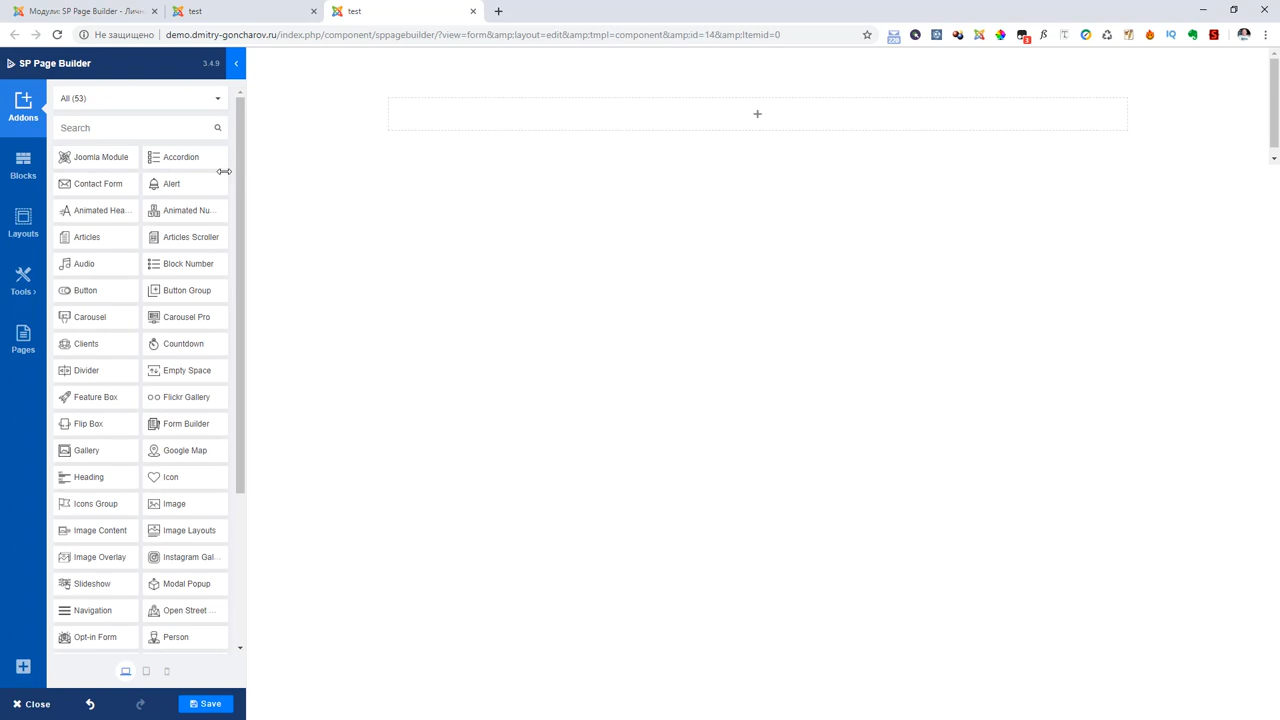 Модули: SP Page Builder - Личн
test
test
Не защищено
demo.dmitry-goncharov.ru/index.php/component/sppagebuilder/?view=form&amp;layout=edit&amp;tmpl=component&amp;id=14&amp;Itemid=0
SP Page Builder
3.4.9
Addons
Blocks
Layouts
Tools ›
Pages
All (53)
Search
Joomla Module
Accordion
Contact Form
Alert
Animated Hea...
Animated Nu...
Articles
Articles Scroller
Audio
Block Number
Button
Button Group
Carousel
Carousel Pro
Clients
Countdown
Divider
Empty Space
Feature Box
Flickr Gallery
Flip Box
Form Builder
Gallery
Google Map
Heading
Icon
Icons Group
Image
Image Content
Image Layouts
Image Overlay
Instagram Gal...
Slideshow
Modal Popup
Navigation
Open Street ...
Opt-in Form
Person
Close
Save